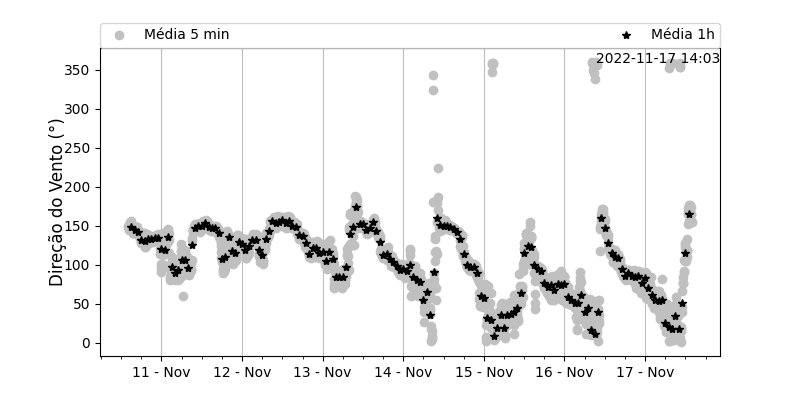 Média 5 min
Média 1h
2022-11-17 14:03
Direção do Vento (°)
350
300
250
200
150
100
50
0
11 - Nov
12 - Nov
13 - Nov
14 - Nov
15 - Nov
16 - Nov
17 - Nov